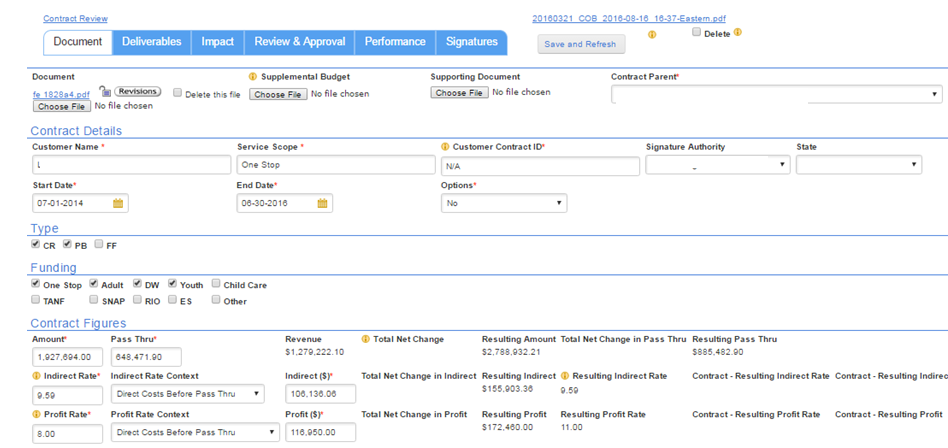 Contract Review 20160321_COB_2016-08-16_16-37-Eastern.pdf
Document Deliverables Impact Review & Approval Performance Signatures Save and Refresh Delete
Document Supplemental Budget Supporting Document Contract Parent*
fe_1828a4.pdf Revisions Delete this file Choose File No file chosen Choose File No file chosen
Choose File No file chosen
Contract Details
Customer Name * Service Scope * Customer Contract ID* Signature Authority State
One Stop N/A
Start Date* End Date* Options*
07-01-2014 06-30-2016 No
Type
CR PB FF
Funding
One Stop Adult DW Youth Child Care
TANF SNAP RIO ES Other
Contract Figures
Amount* Pass Thru* Revenue Total Net Change Resulting Amount Total Net Change in Pass Thru Resulting Pass Thru
1,927,694.00 648,471.90 $1,279,222.10 $2,788,932.21 $885,482.90
Indirect Rate* Indirect Rate Context Indirect ($)* Total Net Change in Indirect Resulting Indirect Resulting Indirect Rate Contract - Resulting Indirect Rate Contract - Resulting Indirec
9.59 Direct Costs Before Pass Thru 106,136.06 $155,903.36 9.59
Profit Rate* Profit Rate Context Profit ($)* Total Net Change in Profit Resulting Profit Resulting Profit Rate Contract - Resulting Profit Rate Contract - Resulting Profit
8.00 Direct Costs Before Pass Thru 116,950.00 $172,460.00 11.00